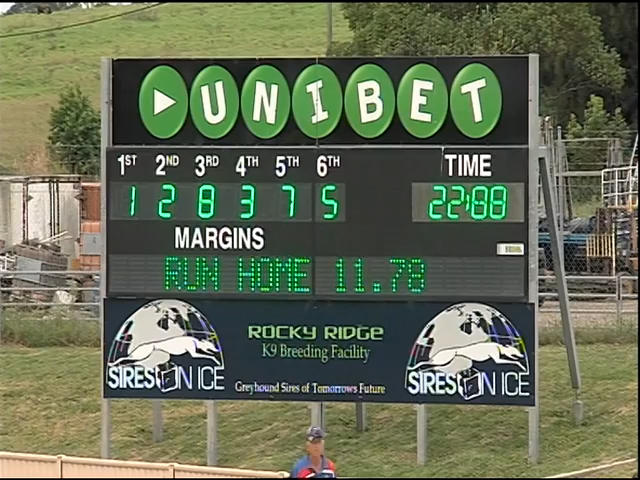 UNIBET
1ST 2ND 3RD 4TH 5TH 6TH TIME
1 2 8 3 7 5 22:88
MARGINS
RUN HOME 11.78
ROCKY RIDGE
K9 Breeding Facility
SIRES ON ICE
SIRES ON ICE
Greyhound Sires of Tomorrows Future